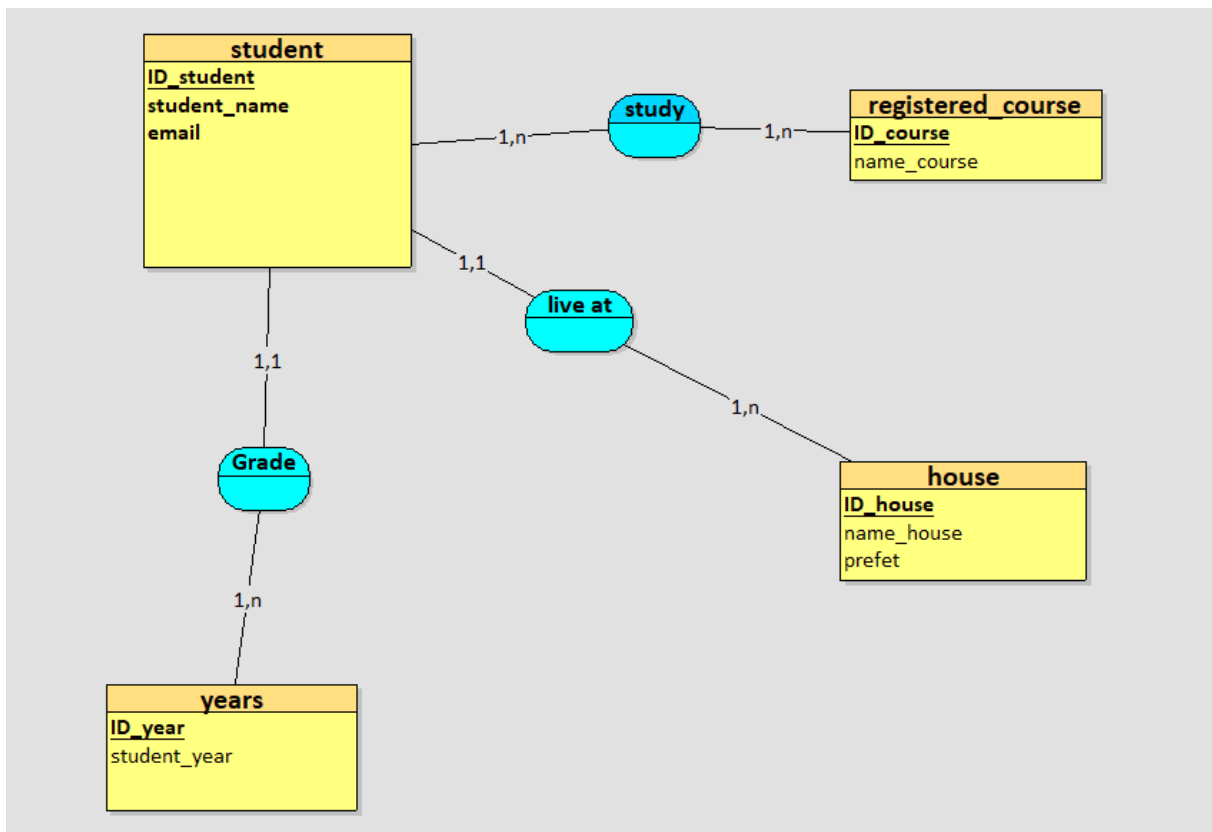 student
ID_student
student_name
email
study
registered_course
ID_course
name_course
1,n
1,n
1,1
live at
1,1
1,n
house
ID_house
name_house
prefet
Grade
1,n
years
ID_year
student_year